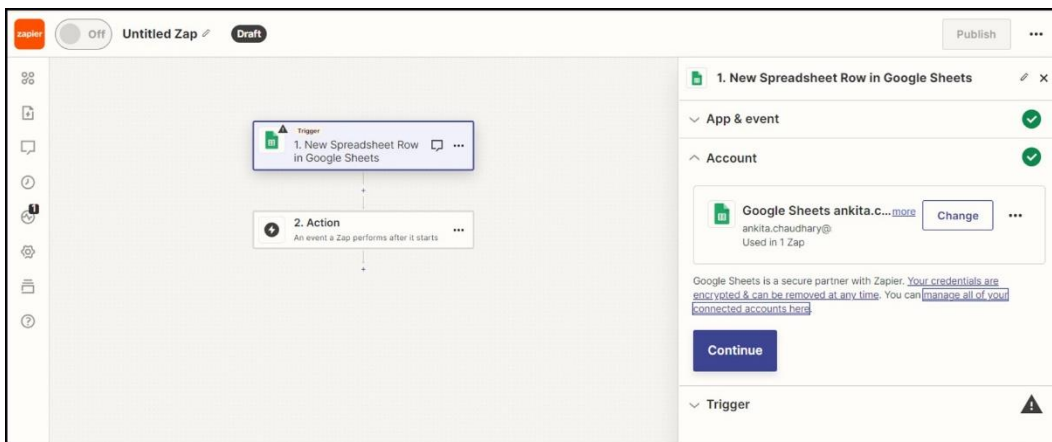 zapier
Off
Untitled Zap
Draft
Publish
1
Trigger
1. New Spreadsheet Row
in Google Sheets
2. Action
An event a Zap performs after it starts
1. New Spreadsheet Row in Google Sheets
App & event
Account
Google Sheets ankita.c...more
Change
ankita.chaudhary@
Used in 1 Zap
Google Sheets is a secure partner with Zapier. Your credentials are
encrypted & can be removed at any time. You can manage all of your
connected accounts here.
Continue
Trigger